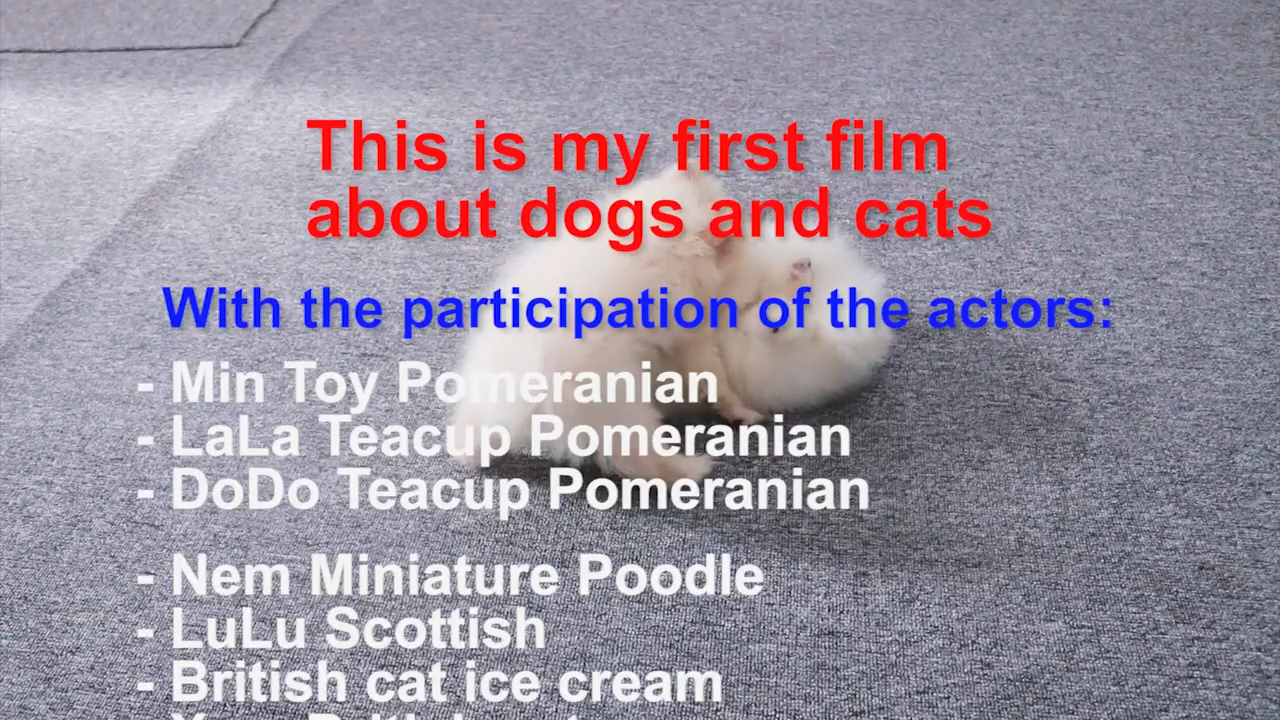 This is my first film
about dogs and cats
With the participation of the actors:
- Min Toy Pomeranian
- LaLa Teacup Pomeranian
- DoDo Teacup Pomeranian
- Nem Miniature Poodle
- LuLu Scottish
- British cat ice cream